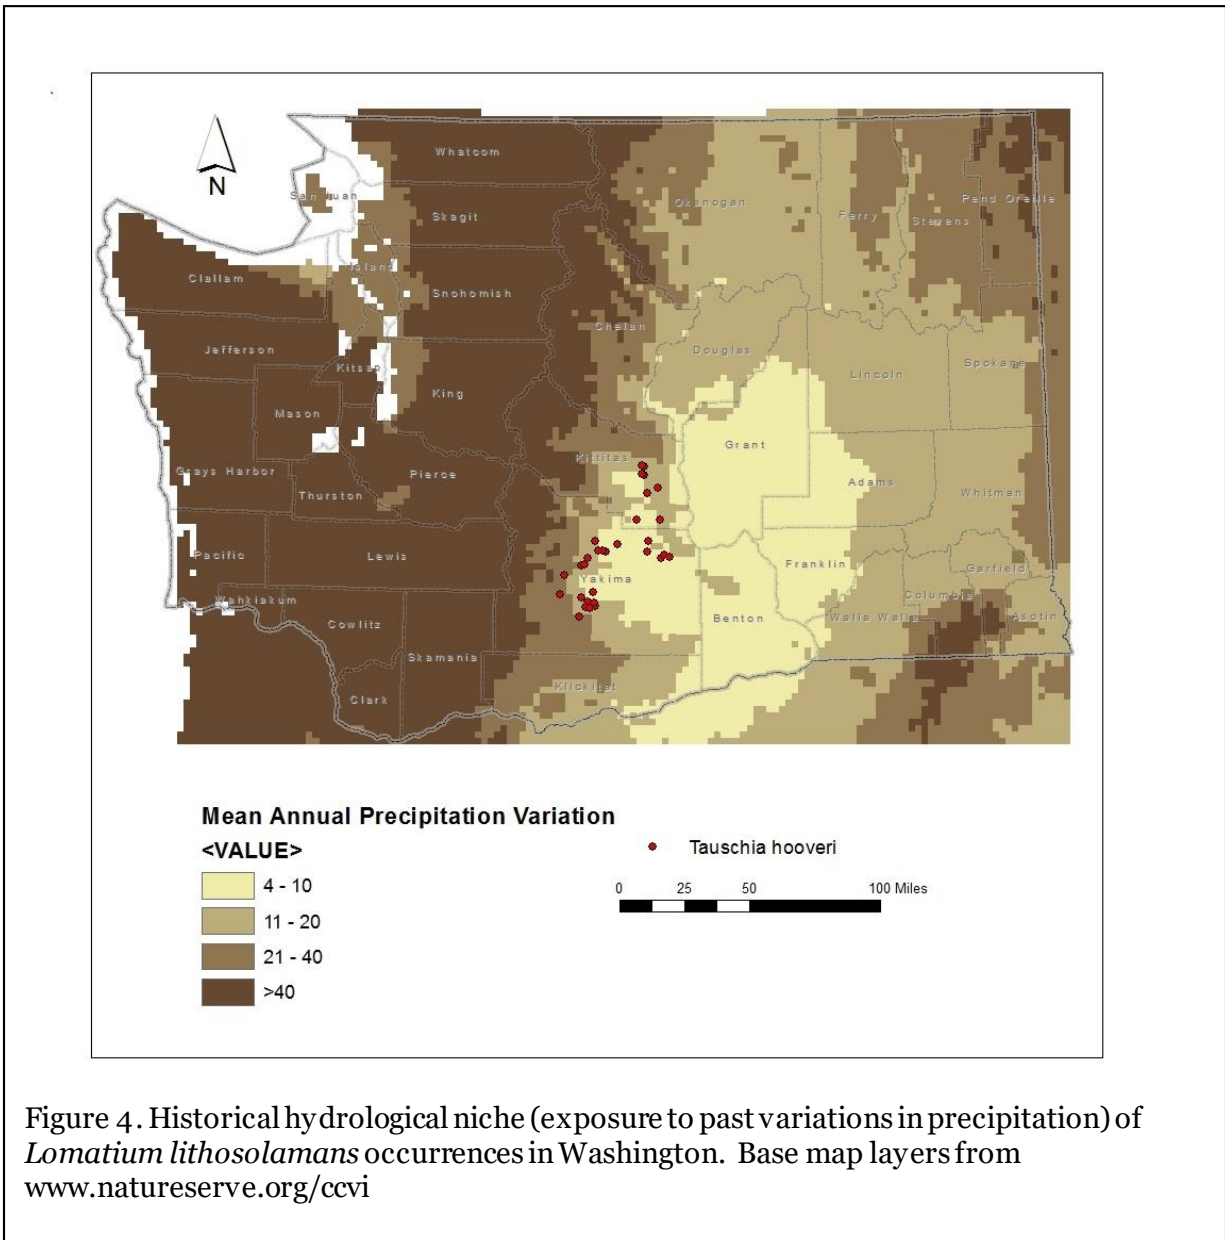 N
Whatcom
San Juan
Skagit
Okanogan
Ferry
Stevens
Pend Oreille
Island
Clallam
Snohomish
Chelan
Jefferson
Kitsap
Douglas
Lincoln
Spokane
King
Mason
Grant
Grays Harbor
Kittitas
Pierce
Thurston
Adams
Whitman
Pacific
Lewis
Yakima
Franklin
Garfield
Wahkiakum
Columbia
Cowlitz
Benton
Walla Walla
Asotin
Skamania
Klickitat
Clark
Mean Annual Precipitation Variation
<VALUE>
4 - 10
11 - 20
21 - 40
>40
Tauschia hooveri
0 25 50 100 Miles
Figure 4. Historical hydrological niche (exposure to past variations in precipitation) of
Lomatium lithosolamans occurrences in Washington. Base map layers from
www.natureserve.org/ccvi